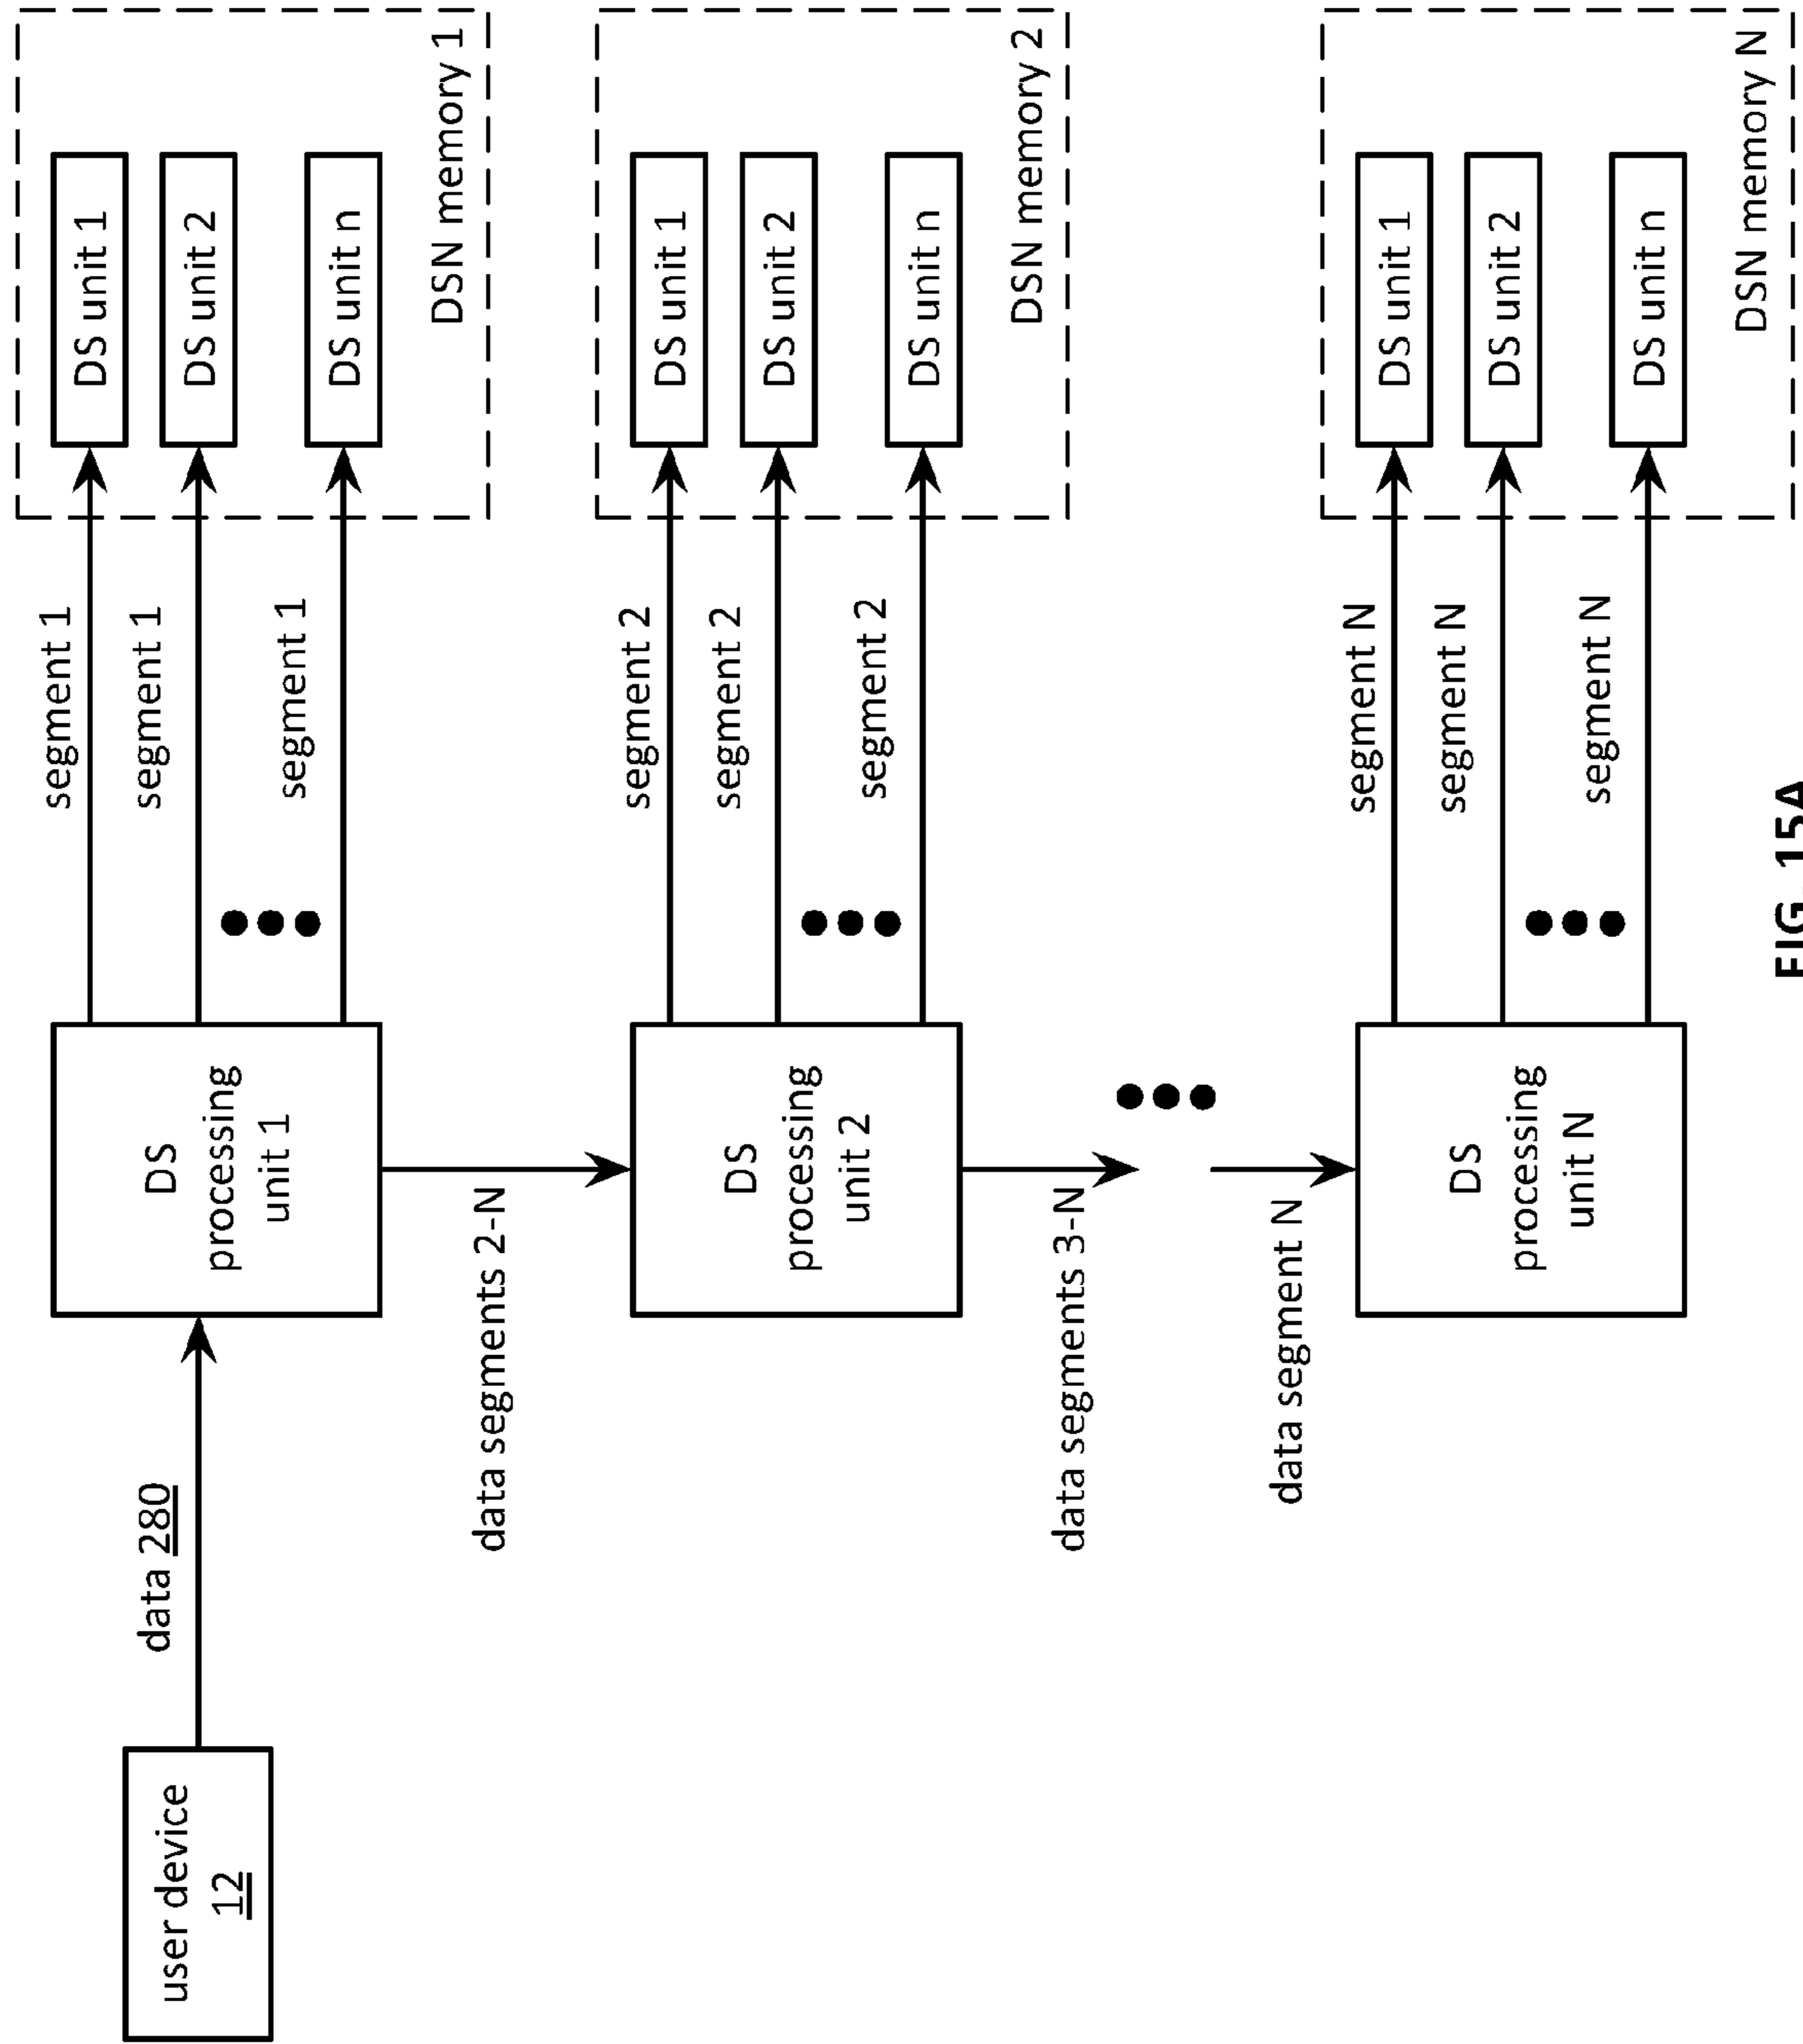 user device
12
data 280
DS
processing
unit 1
segment 1
segment 1
segment 1
DS unit 1
DS unit 2
DS unit n
DSN memory 1
data segments 2-N
DS
processing
unit 2
segment 2
segment 2
segment 2
DS unit 1
DS unit 2
DS unit n
DSN memory 2
data segments 3-N
data segment N
DS
processing
unit N
segment N
segment N
segment N
DS unit 1
DS unit 2
DS unit n
DSN memory N
FIG. 15A